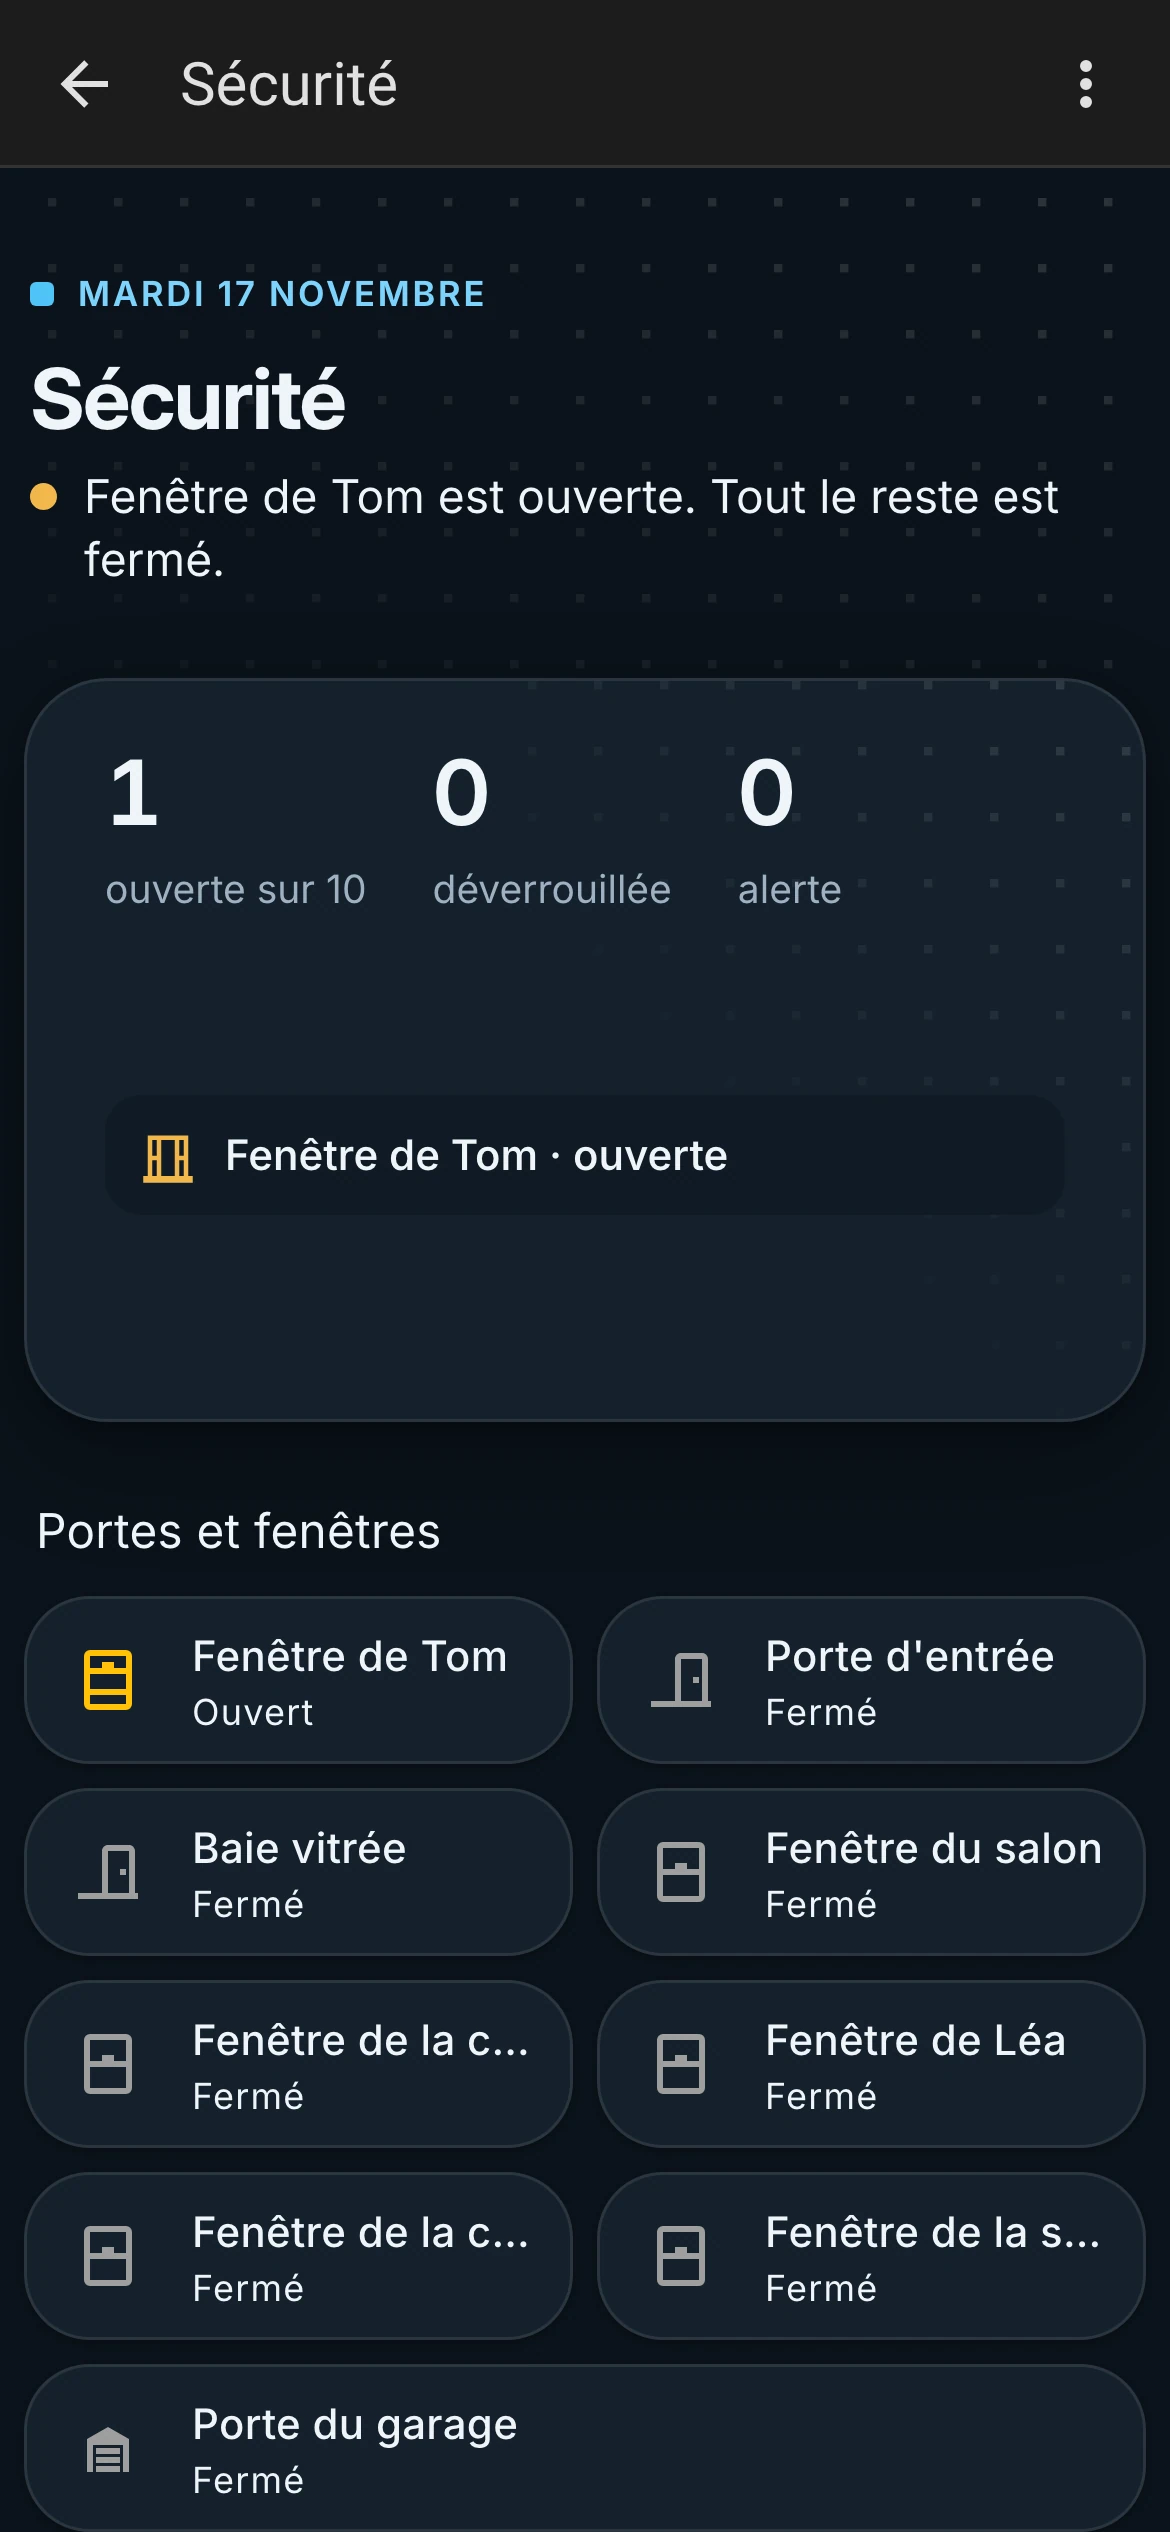 Sécurité
MARDI 17 NOVEMBRE
Sécurité
Fenêtre de Tom est ouverte. Tout le reste est
fermé.
1
ouverte sur 10
0
déverrouillée
0
alerte
Fenêtre de Tom · ouverte
Portes et fenêtres
Fenêtre de Tom
Ouvert
Porte d'entrée
Fermé
Baie vitrée
Fermé
Fenêtre du salon
Fermé
Fenêtre de la c...
Fermé
Fenêtre de Léa
Fermé
Fenêtre de la c...
Fermé
Fenêtre de la s...
Fermé
Porte du garage
Fermé